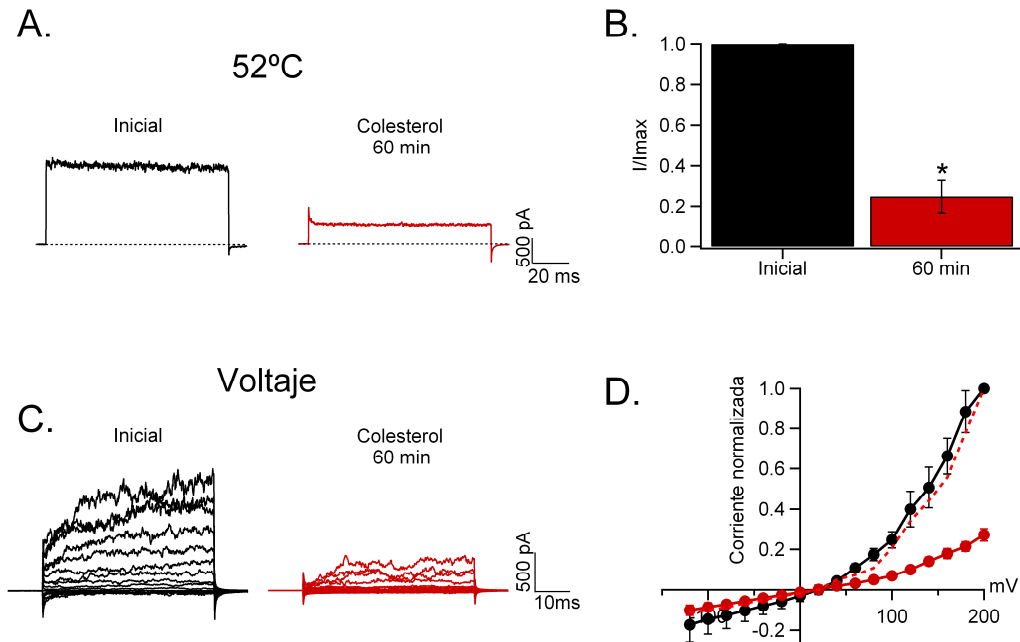 A.
52ºC
Inicial
Colesterol
60 min
500 pA
20 ms
B.
I/Imax
1.0
0.8
0.6
0.4
0.2
0.0
*
Inicial
60 min
Voltaje
C.
Inicial
Colesterol
60 min
500 pA
10ms
D.
Corriente normalizada
1.0
0.8
0.6
0.4
0.2
-0.2
100
200
mV